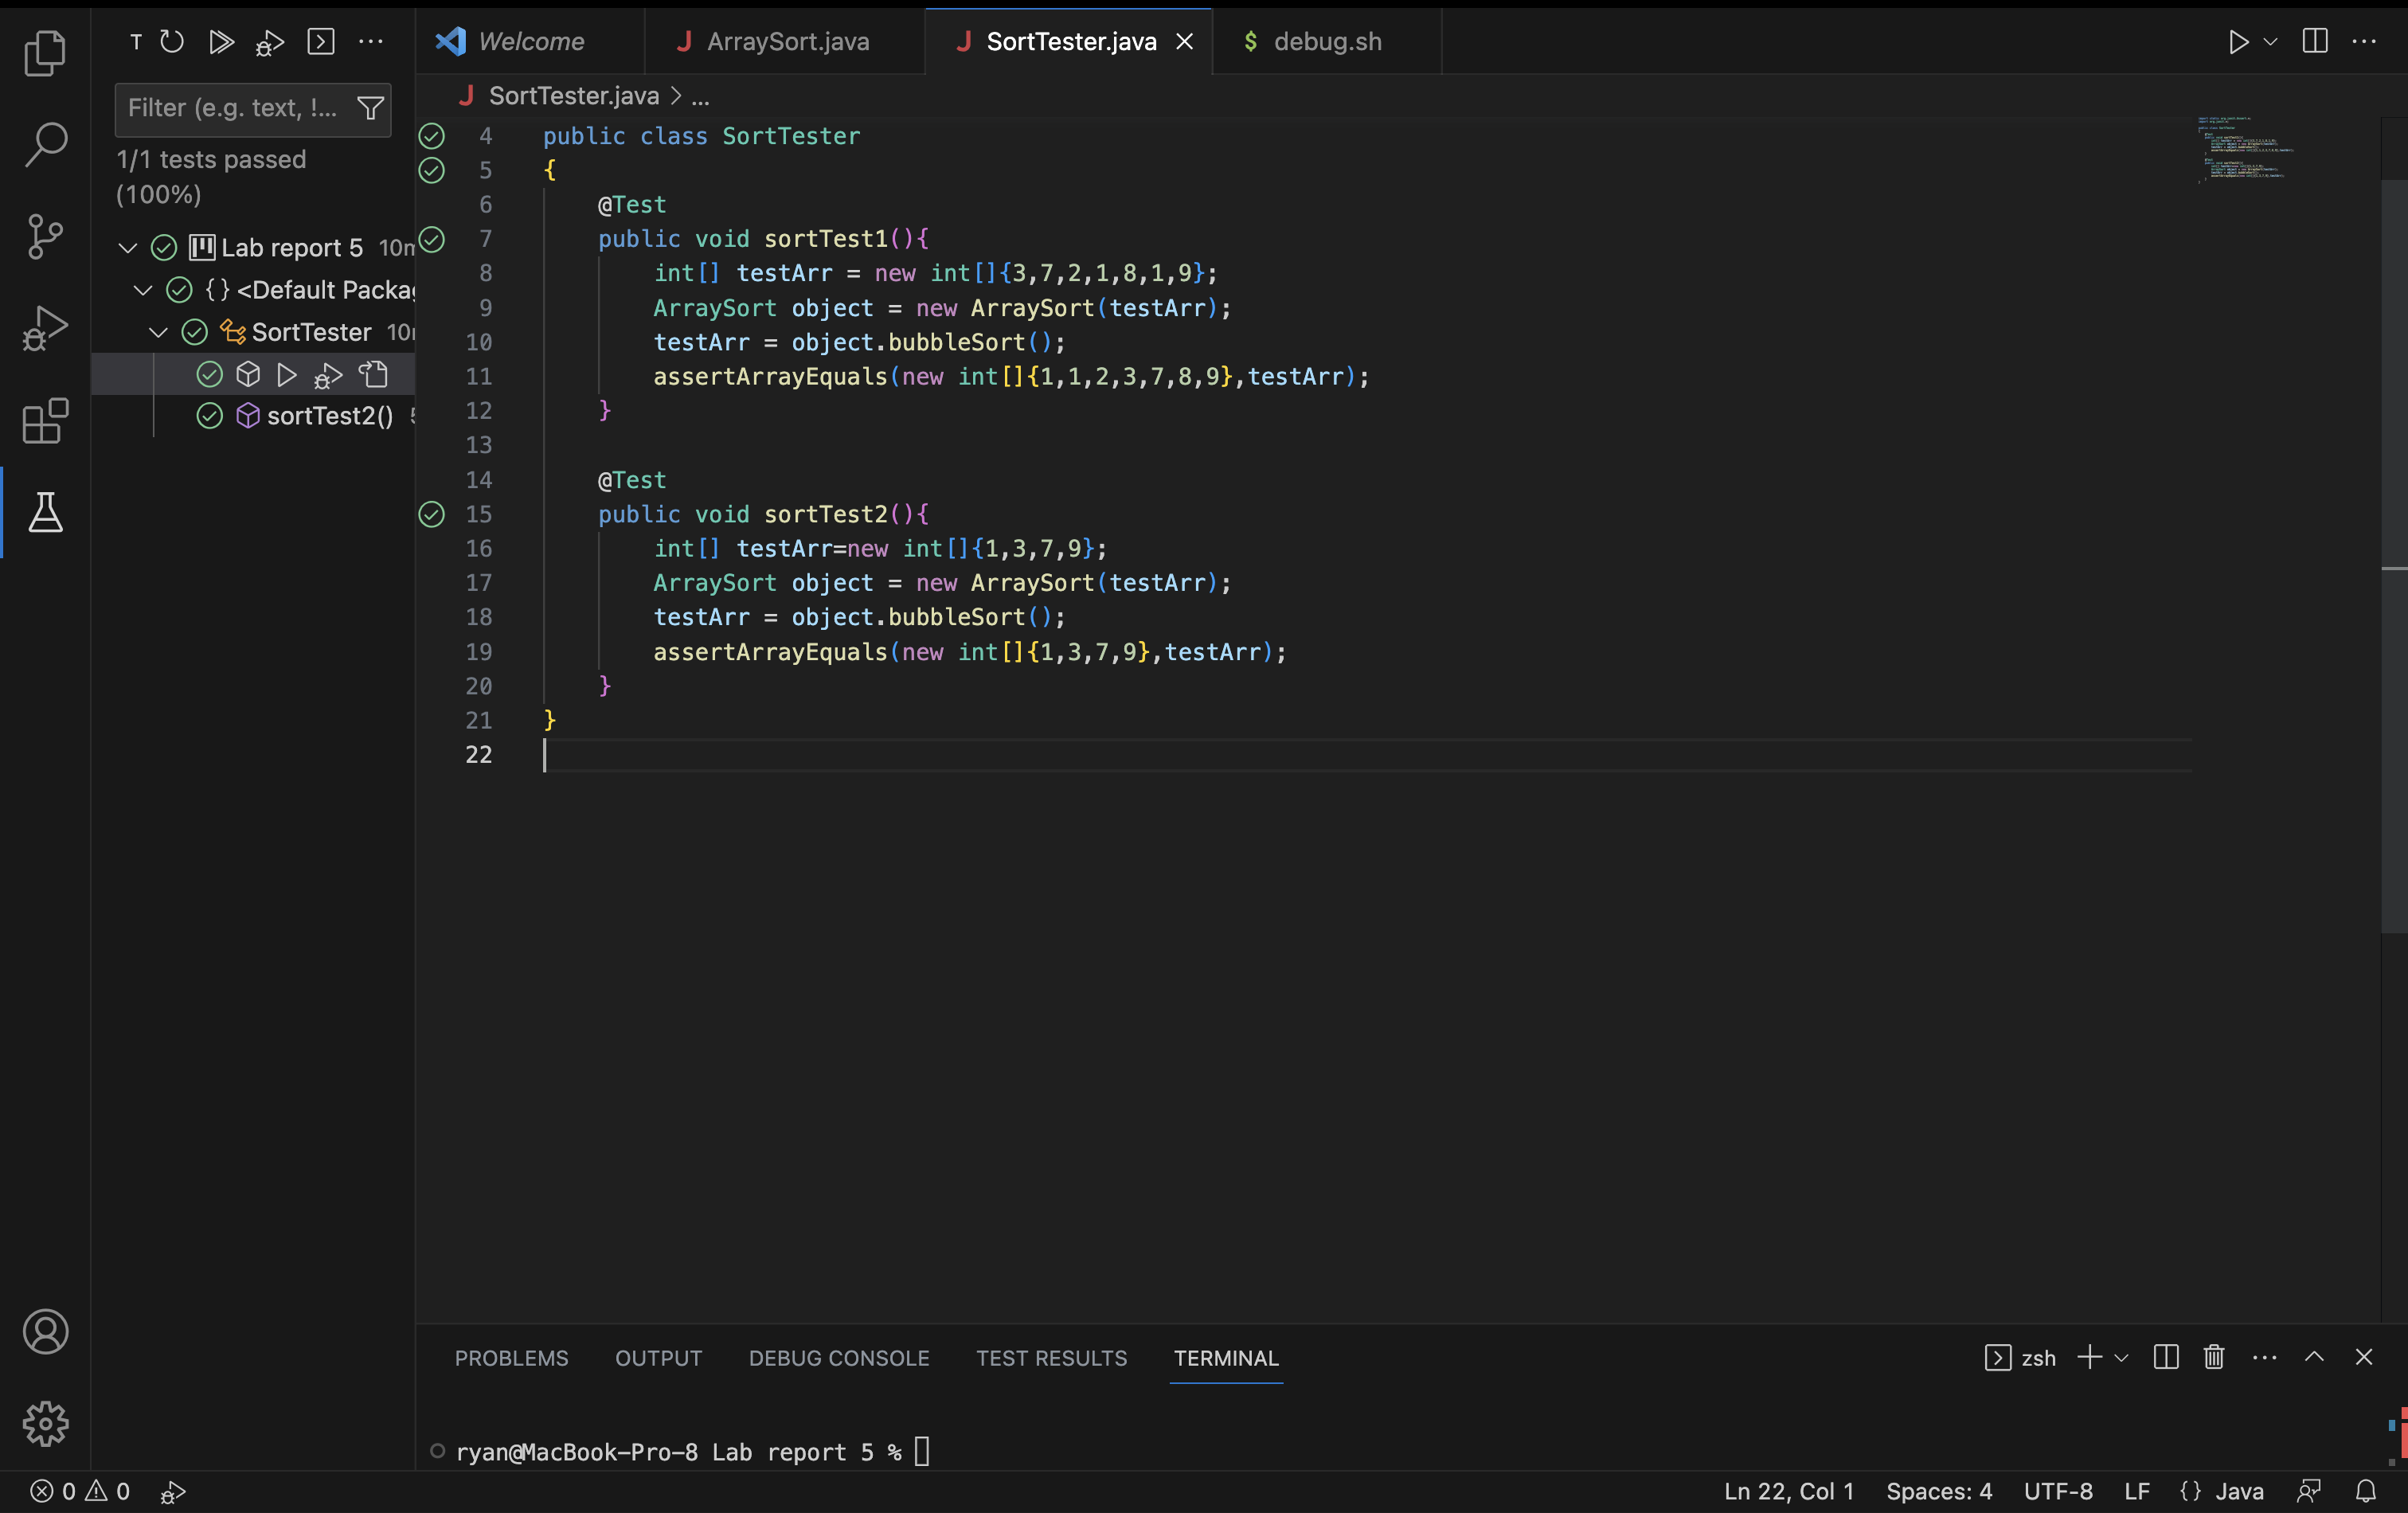 T
Welcome
ArraySort.java
SortTester.java
debug.sh
Filter (e.g. text, !...
1/1 tests passed
(100%)
Lab report 5 10m
{} <Default Packag
SortTester 10m
sortTest2() 5
SortTester.java > ...
4 public class SortTester
5 {
6 @Test
7 public void sortTest1(){
8 int[] testArr = new int[]{3,7,2,1,8,1,9};
9 ArraySort object = new ArraySort(testArr);
10 testArr = object.bubbleSort();
11 assertArrayEquals(new int[]{1,1,2,3,7,8,9},testArr);
12 }
13
14 @Test
15 public void sortTest2(){
16 int[] testArr=new int[]{1,3,7,9};
17 ArraySort object = new ArraySort(testArr);
18 testArr = object.bubbleSort();
19 assertArrayEquals(new int[]{1,3,7,9},testArr);
20 }
21 }
22
PROBLEMS OUTPUT DEBUG CONSOLE TEST RESULTS TERMINAL
zsh
ryan@MacBook-Pro-8 Lab report 5 %
0 0
Ln 22, Col 1 Spaces: 4 UTF-8 LF {} Java